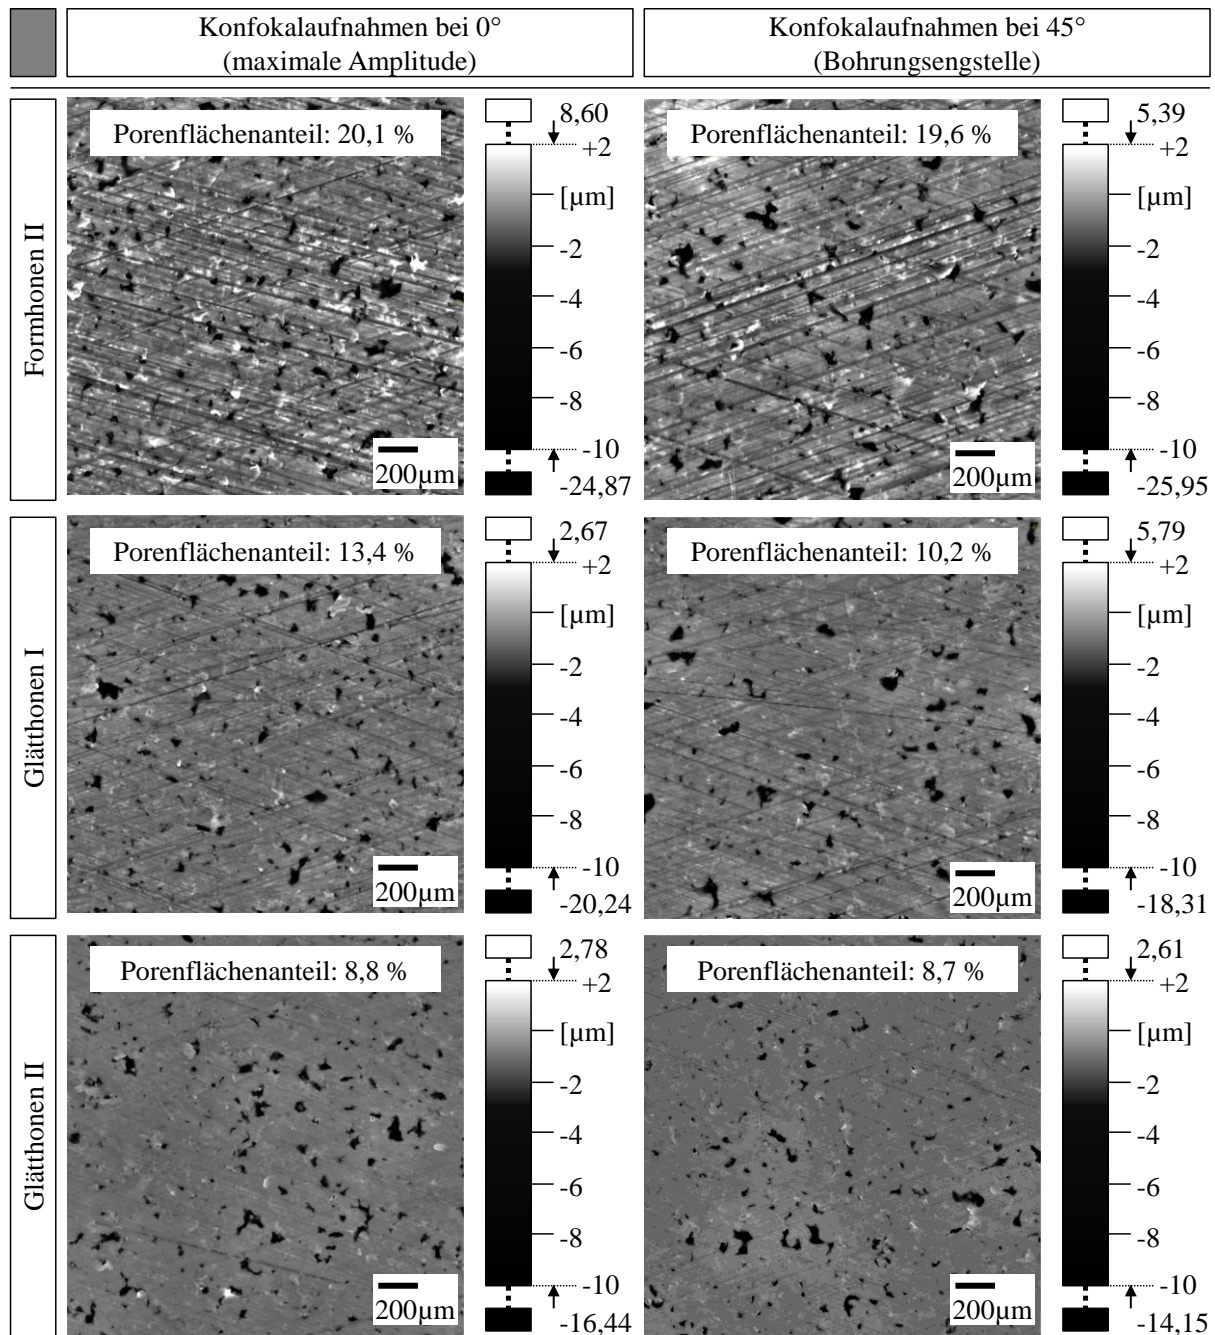 Konfokalaufnahmen bei 0°
(maximale Amplitude)
Konfokalaufnahmen bei 45°
(Bohrungsengstelle)
Formhonen II
Porenflächenanteil: 20,1 %
8,60
+2
[µm]
-2
-4
-6
-8
-10
-24,87
200µm
Porenflächenanteil: 19,6 %
5,39
+2
[µm]
-2
-4
-6
-8
-10
-25,95
200µm
Glätthonen I
Porenflächenanteil: 13,4 %
2,67
+2
[µm]
-2
-4
-6
-8
-10
-20,24
200µm
Porenflächenanteil: 10,2 %
5,79
+2
[µm]
-2
-4
-6
-8
-10
-18,31
200µm
Glätthonen II
Porenflächenanteil: 8,8 %
2,78
+2
[µm]
-2
-4
-6
-8
-10
-16,44
200µm
Porenflächenanteil: 8,7 %
2,61
+2
[µm]
-2
-4
-6
-8
-10
-14,15
200µm